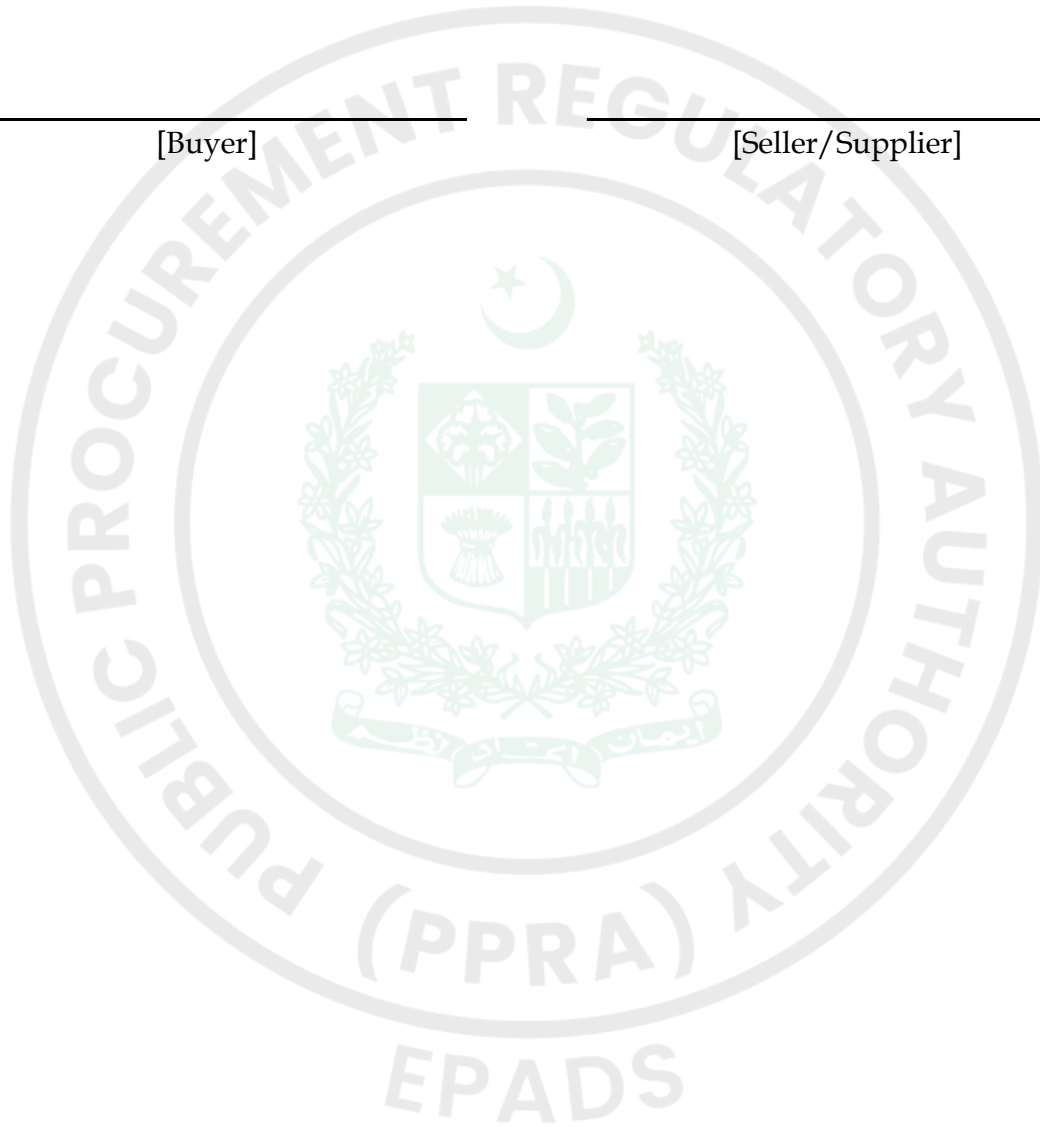 [Buyer] [Seller/Supplier]
PUBLIC PROCUREMENT REGULATORY AUTHORITY
(PPRA)
EPADS